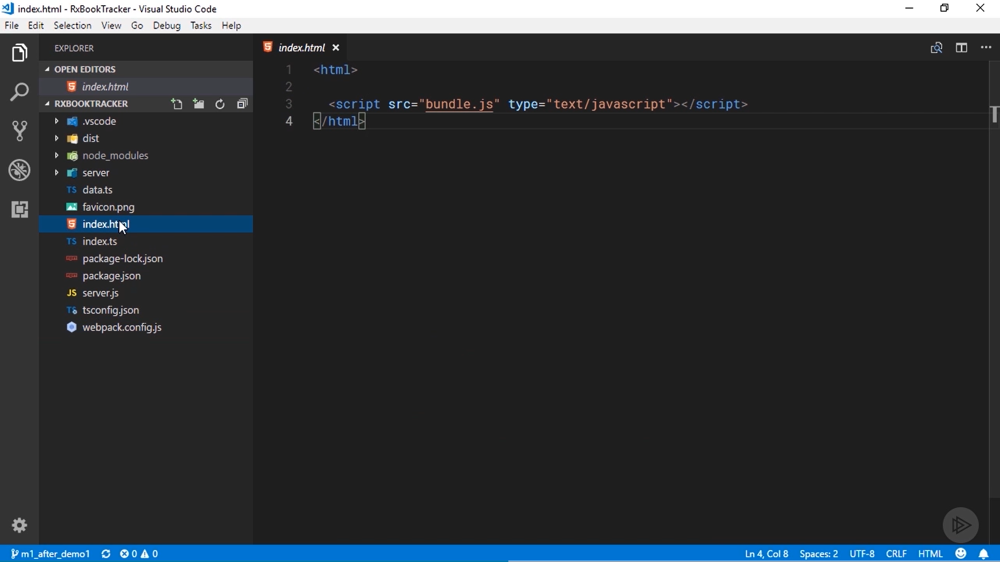 index.html - RxBookTracker - Visual Studio Code
File Edit Selection View Go Debug Tasks Help
EXPLORER
OPEN EDITORS
index.html
RXBOOKTRACKER
.vscode
dist
node_modules
server
data.ts
favicon.png
index.html
index.ts
package-lock.json
package.json
server.js
tsconfig.json
webpack.config.js
index.html
1 <html>
2
3 <script src="bundle.js" type="text/javascript"></script>
4 </html>
m1_after_demo1 0 0 Ln 4, Col 8 Spaces: 2 UTF-8 CRLF HTML